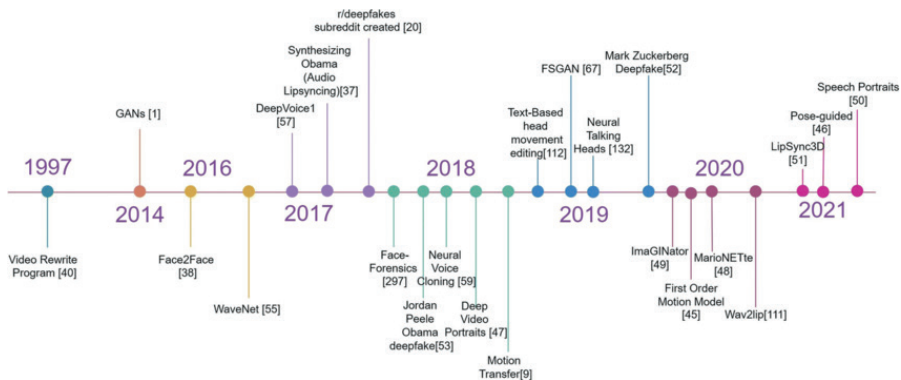 1997
Video Rewrite
Program [40]
GANs [1]
2014
2016
Face2Face
[38]
WaveNet [55]
DeepVoice1
[57]
Synthesizing
Obama
(Audio
Lipsyncing)[37]
r/deepfakes
subreddit created [20]
2017
2018
Face-
Forensics
[297]
Jordan
Peele
Obama
deepfake[53]
Neural
Voice
Cloning [59]
Deep
Video
Portraits [47]
Motion
Transfer[9]
Text-Based
head
movement
editing[112]
FSGAN [67]
Neural
Talking
Heads [132]
Mark Zuckerberg
Deepfake[52]
2019
2020
ImaGINator
[49]
First Order
Motion Model
[45]
MarioNETte
[48]
Wav2lip[111]
LipSync3D
[51]
Pose-guided
[46]
Speech Portraits
[50]
2021